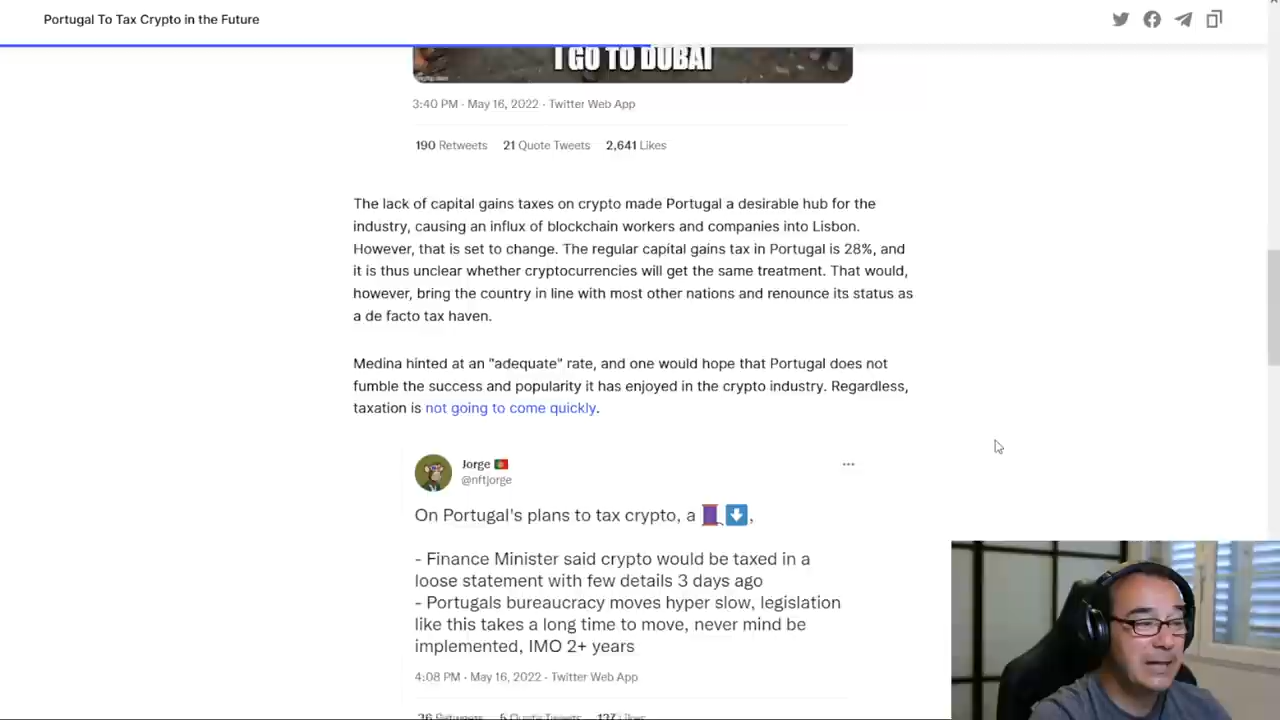 Portugal To Tax Crypto in the Future
I GO TO DUBAI
3:40 PM · May 16, 2022 · Twitter Web App
190 Retweets 21 Quote Tweets 2,641 Likes
The lack of capital gains taxes on crypto made Portugal a desirable hub for the
industry, causing an influx of blockchain workers and companies into Lisbon.
However, that is set to change. The regular capital gains tax in Portugal is 28%, and
it is thus unclear whether cryptocurrencies will get the same treatment. That would,
however, bring the country in line with most other nations and renounce its status as
a de facto tax haven.
Medina hinted at an "adequate" rate, and one would hope that Portugal does not
fumble the success and popularity it has enjoyed in the crypto industry. Regardless,
taxation is not going to come quickly.
Jorge 🇵🇹
@nftjorge
On Portugal's plans to tax crypto, a 🧵⬇️,
- Finance Minister said crypto would be taxed in a
loose statement with few details 3 days ago
- Portugals bureaucracy moves hyper slow, legislation
like this takes a long time to move, never mind be
implemented, IMO 2+ years
4:08 PM · May 16, 2022 · Twitter Web App
Retweets Quote Tweets Likes